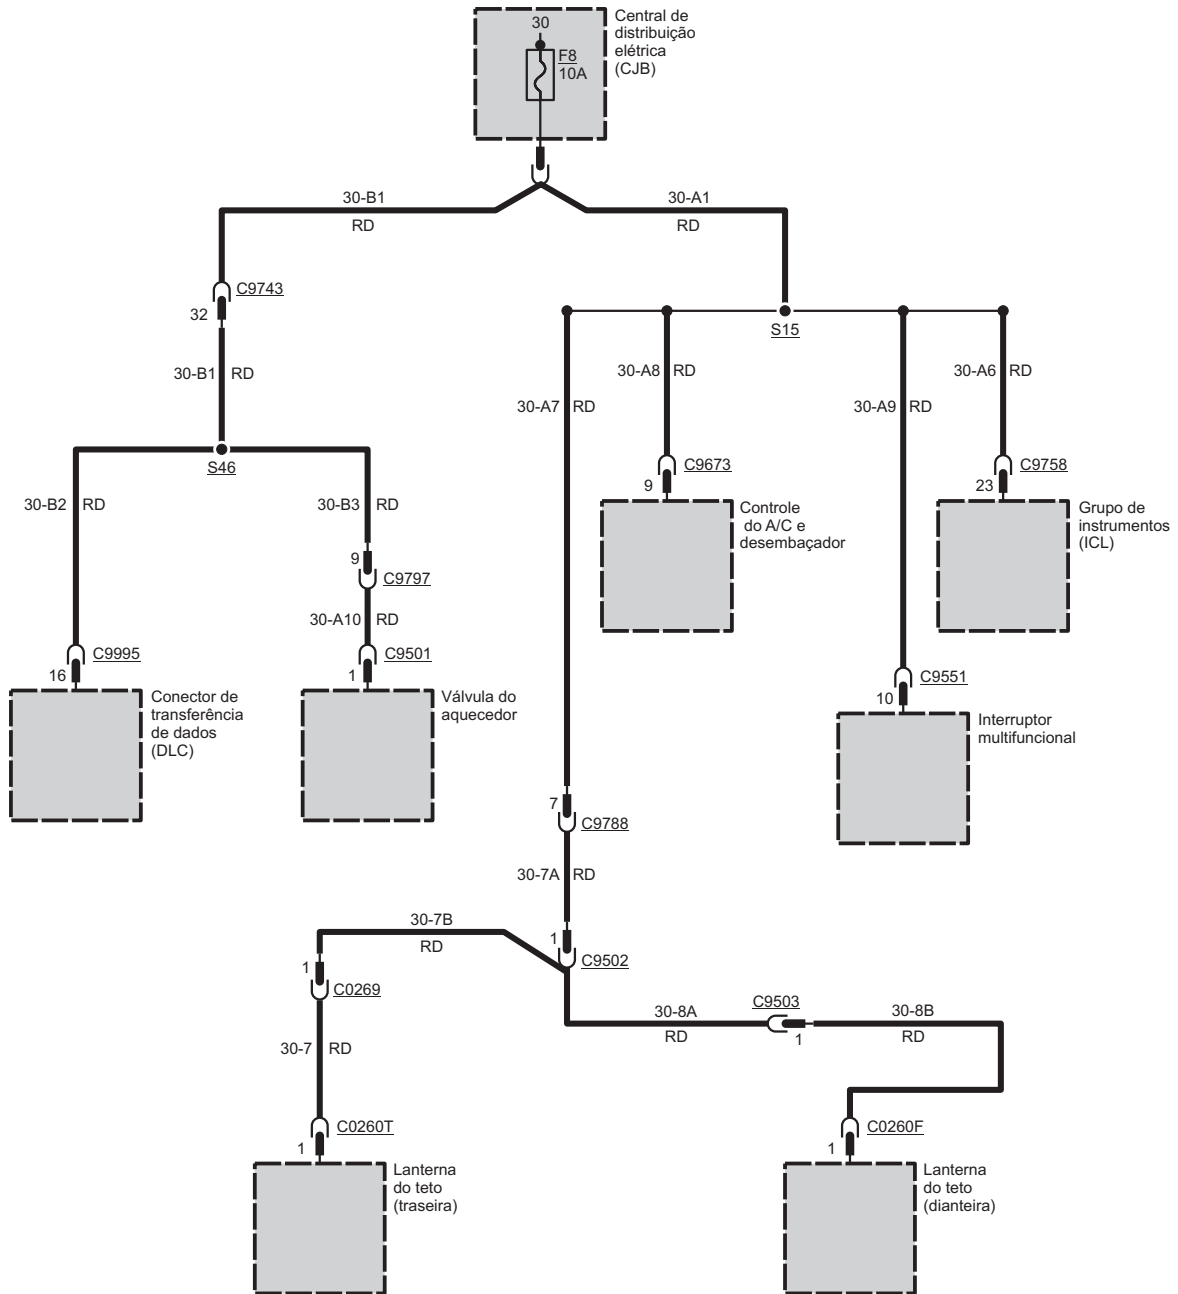 30
F8
10A
Central de
distribuição
elétrica
(CJB)
30-B1
RD
30-A1
RD
C9743
32
S15
30-B1 RD
30-A8 RD
30-A6 RD
30-A7 RD
30-A9 RD
S46
C9673
9
C9758
23
30-B2 RD
30-B3 RD
Controle
do A/C e
desembaçador
Grupo de
instrumentos
(ICL)
9
C9797
30-A10 RD
C9995
16
C9501
1
C9551
10
Conector de
transferência
de dados
(DLC)
Válvula do
aquecedor
Interruptor
multifuncional
7
C9788
30-7A RD
30-7B
RD
1
C9502
1
C0269
30-8A
RD
C9503
1
30-8B
RD
30-7 RD
C0260T
1
C0260F
1
Lanterna
do teto
(traseira)
Lanterna
do teto
(dianteira)